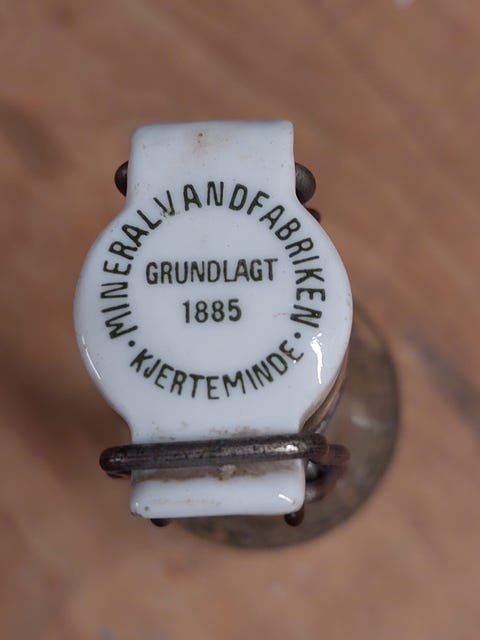 MINERALVANDFABRIKEN
GRUNDLAGT
1885
· KJERTEMINDE ·